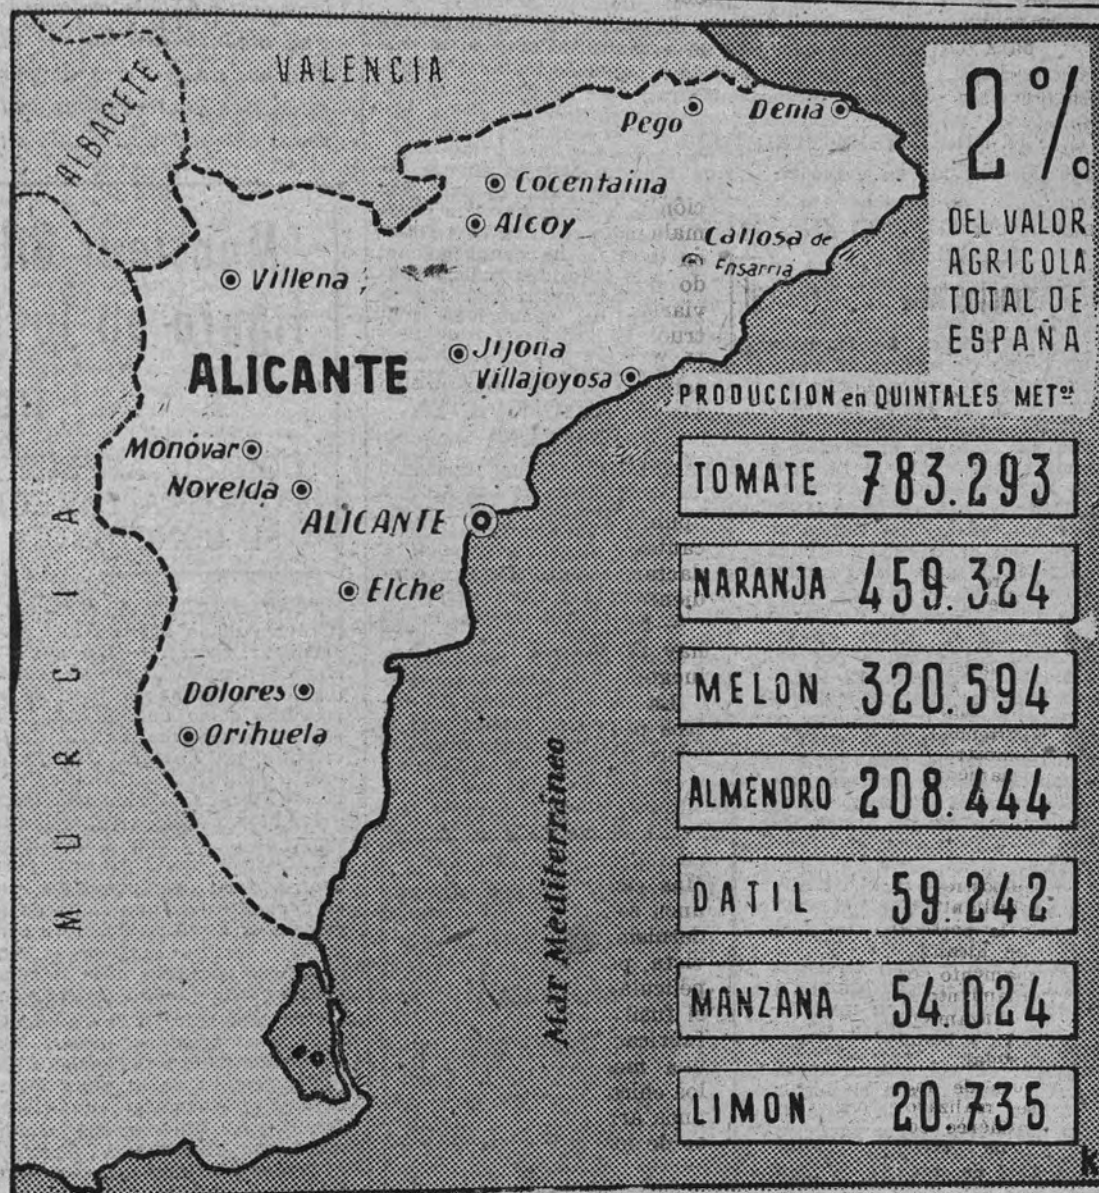 VALENCIA
ALBACETE
Pego
Denia
Cocentaina
Alcoy
Callosa de
Ensarria
Villena
Jijona
Villajoyosa
ALICANTE
Monóvar
Novelda
ALICANTE
Elche
Dolores
Orihuela
MURCIA
Mar Mediterráneo
2%
DEL VALOR
AGRICOLA
TOTAL DE
ESPAÑA
PRODUCCION en QUINTALES METᵒˢ
TOMATE 783.293
NARANJA 459.324
MELON 320.594
ALMENDRO 208.444
DATIL 59.242
MANZANA 54.024
LIMON 20.735
K